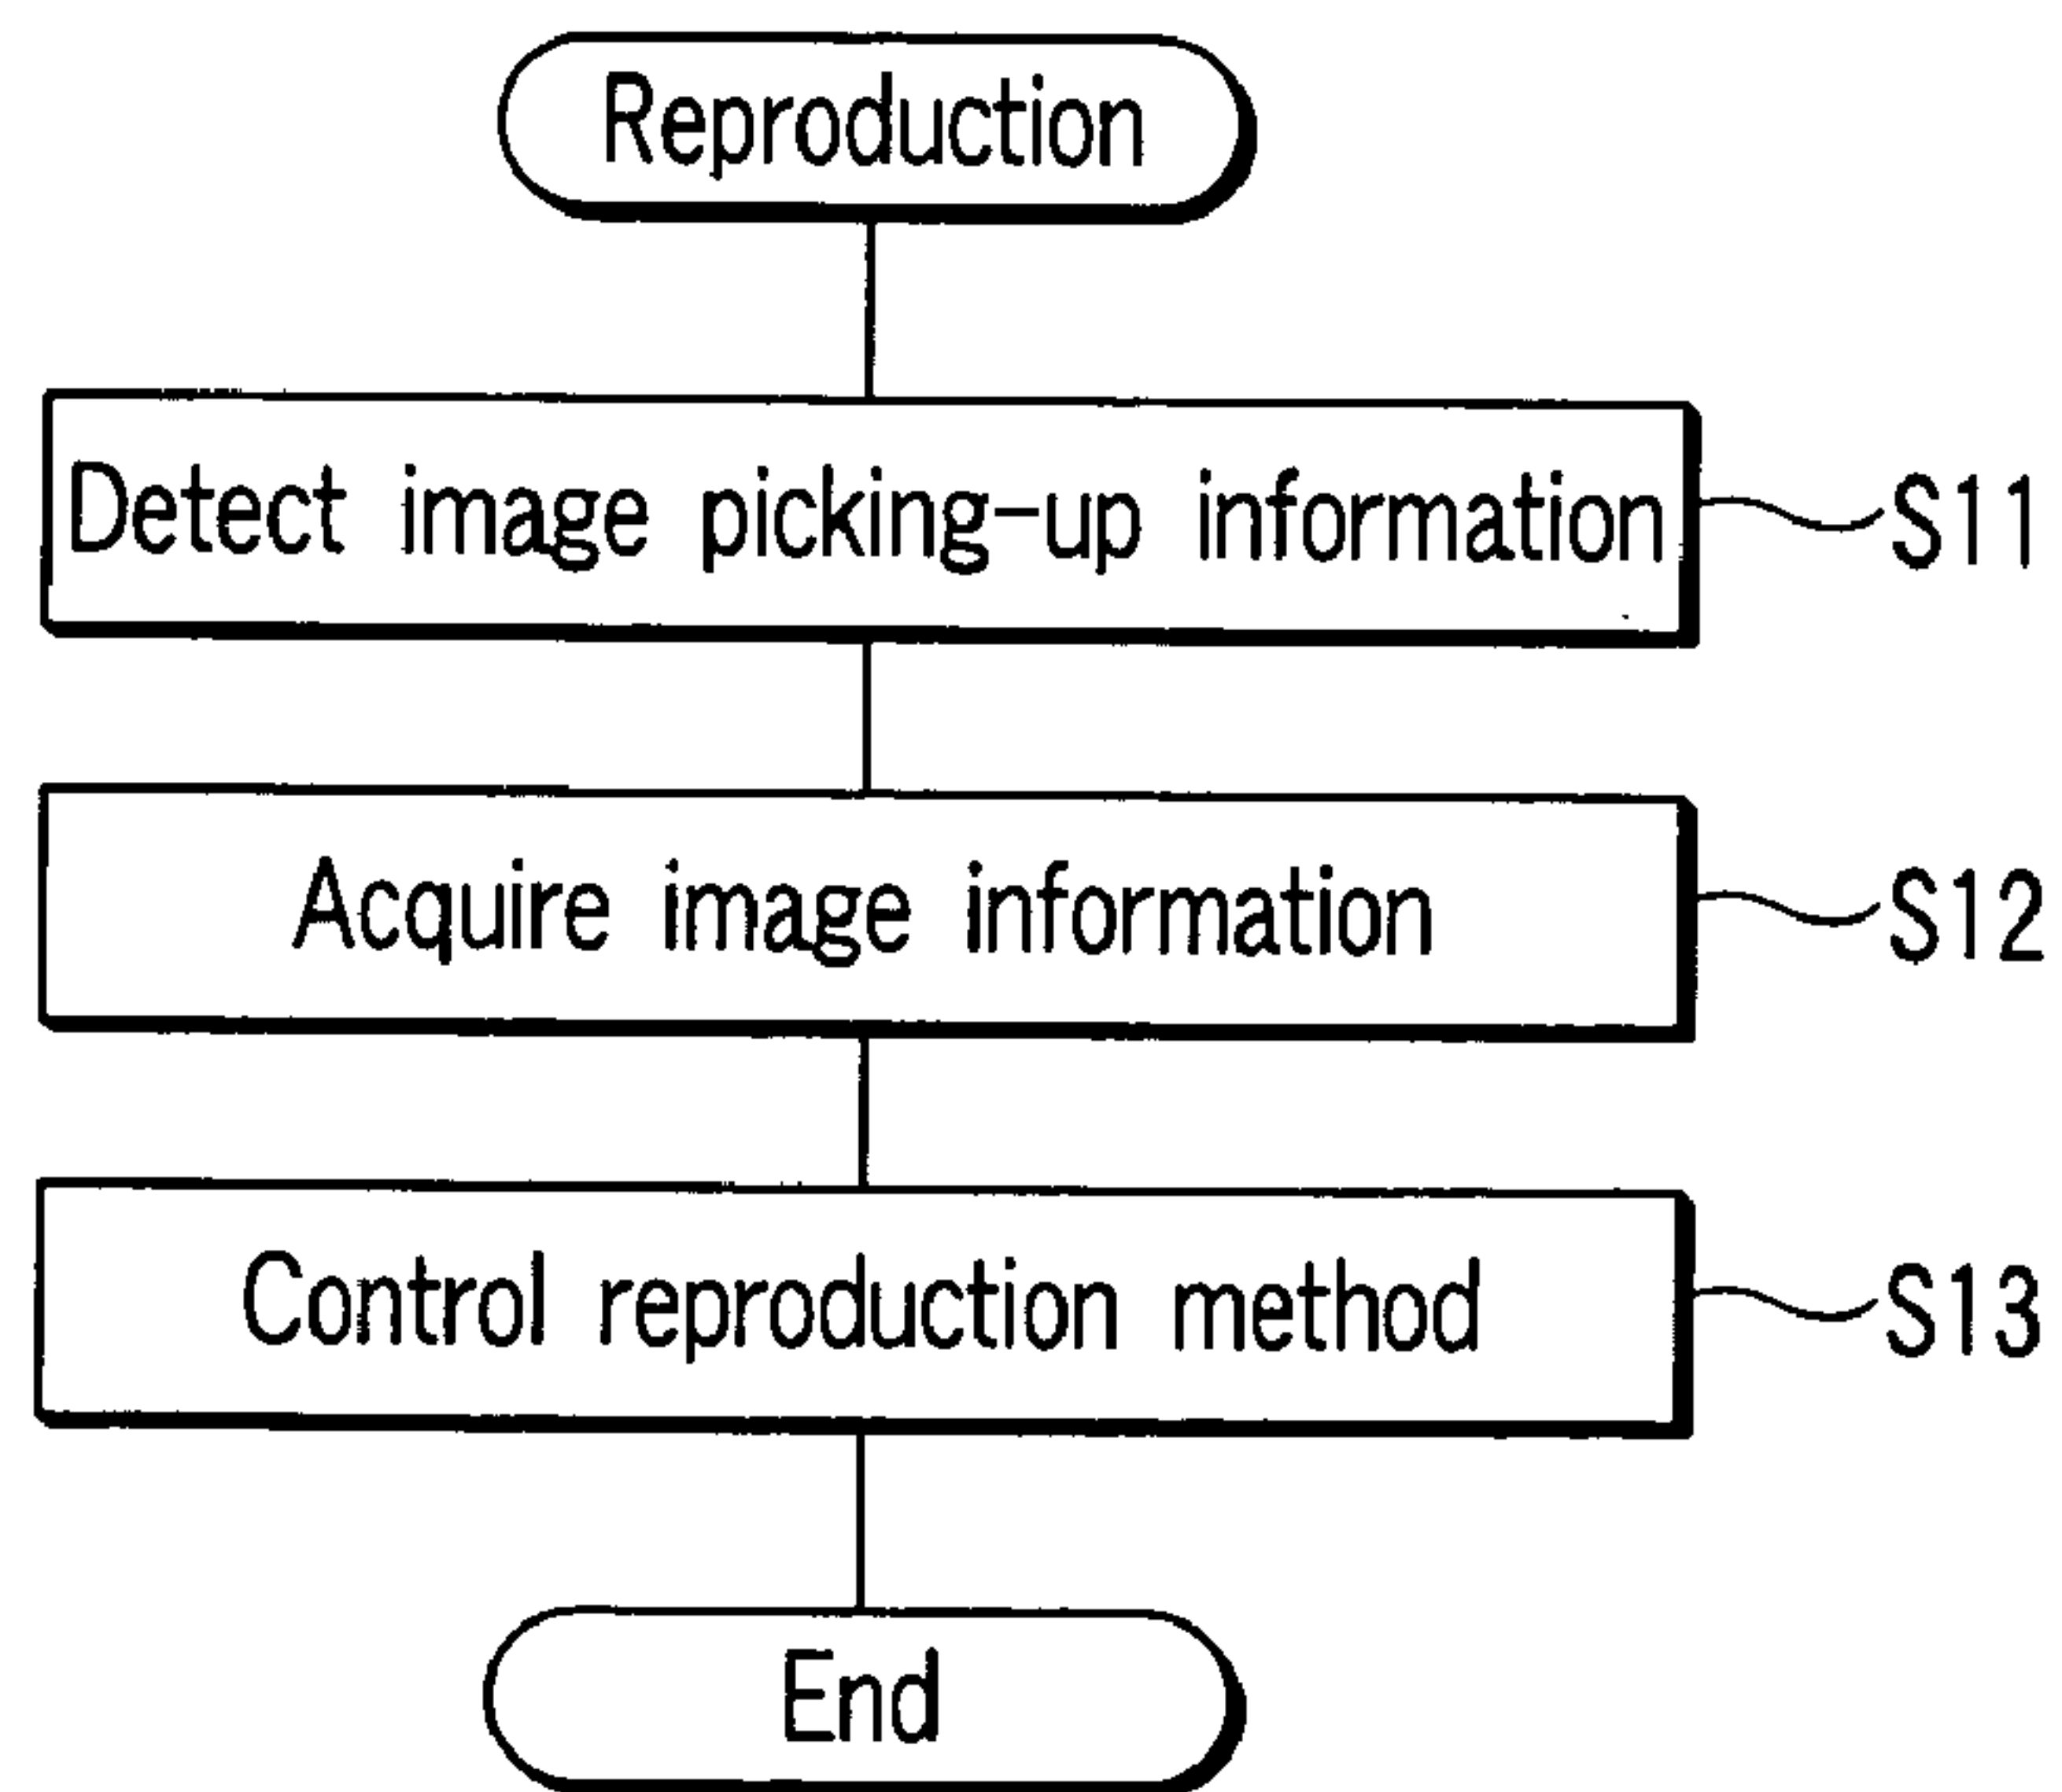 Reproduction
Detect image picking-up information S11
Acquire image information S12
Control reproduction method S13
End